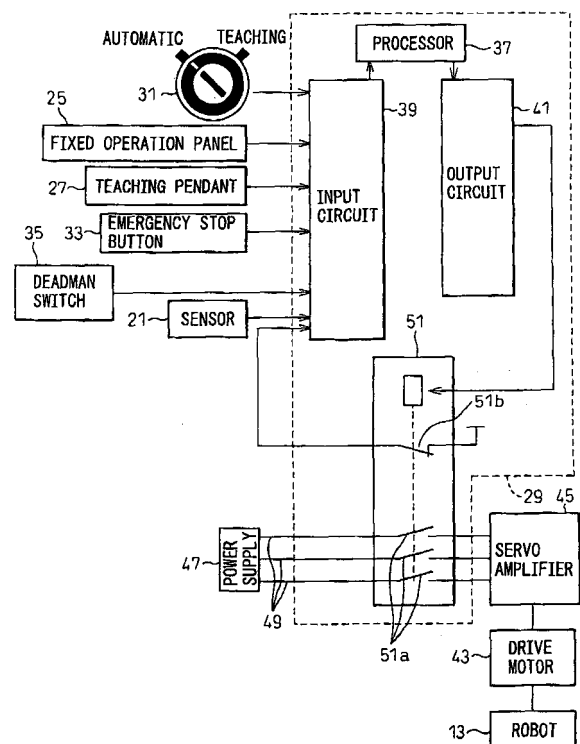 AUTOMATIC TEACHING
31
PROCESSOR
37
25
FIXED OPERATION PANEL
27
TEACHING PENDANT
33
EMERGENCY STOP
BUTTON
35
DEADMAN
SWITCH
21
SENSOR
39
INPUT
CIRCUIT
41
OUTPUT
CIRCUIT
51
51b
29
45
47
POWER
SUPPLY
49
51a
SERVO
AMPLIFIER
43
DRIVE
MOTOR
13
ROBOT